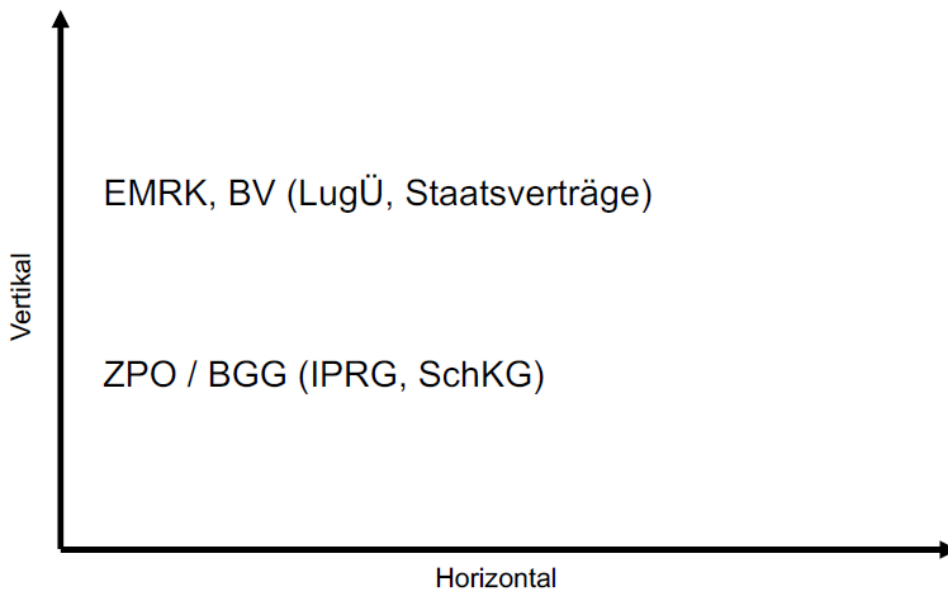 EMRK, BV (LugÜ, Staatsverträge)
Vertikal
ZPO / BGG (IPRG, SchKG)
Horizontal